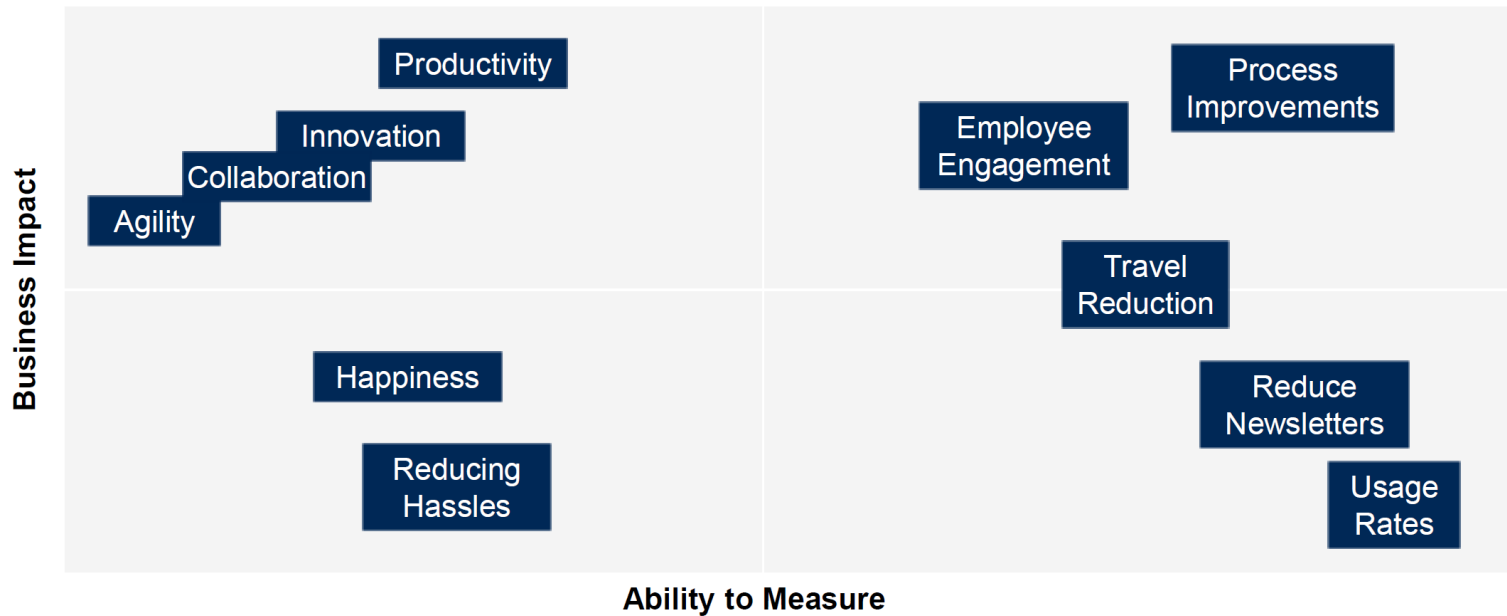 Productivity
Process
Improvements
Employee
Engagement
Innovation
Collaboration
Agility
Travel
Reduction
Happiness
Reduce
Newsletters
Reducing
Hassles
Usage
Rates
Business Impact
Ability to Measure